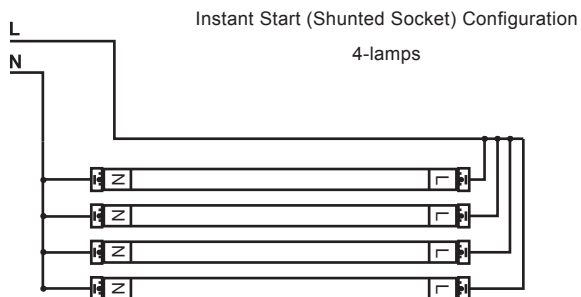 Instant Start (Shunted Socket) Configuration
4-lamps
L
N
N L
N L
N L
N L